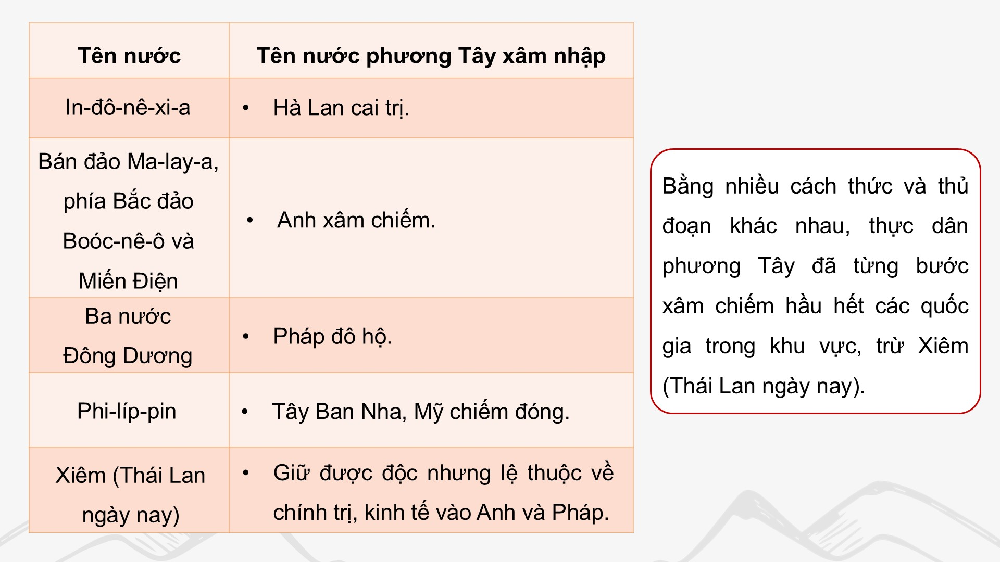 Tên nước
Tên nước phương Tây xâm nhập
In-đô-nê-xi-a
• Hà Lan cai trị.
Bán đảo Ma-lay-a,
phía Bắc đảo
Boóc-nê-ô và
Miến Điện
• Anh xâm chiếm.
Ba nước
Đông Dương
• Pháp đô hộ.
Phi-líp-pin
• Tây Ban Nha, Mỹ chiếm đóng.
Xiêm (Thái Lan
ngày nay)
• Giữ được độc nhưng lệ thuộc về
chính trị, kinh tế vào Anh và Pháp.
Bằng nhiều cách thức và thủ
đoạn khác nhau, thực dân
phương Tây đã từng bước
xâm chiếm hầu hết các quốc
gia trong khu vực, trừ Xiêm
(Thái Lan ngày nay).